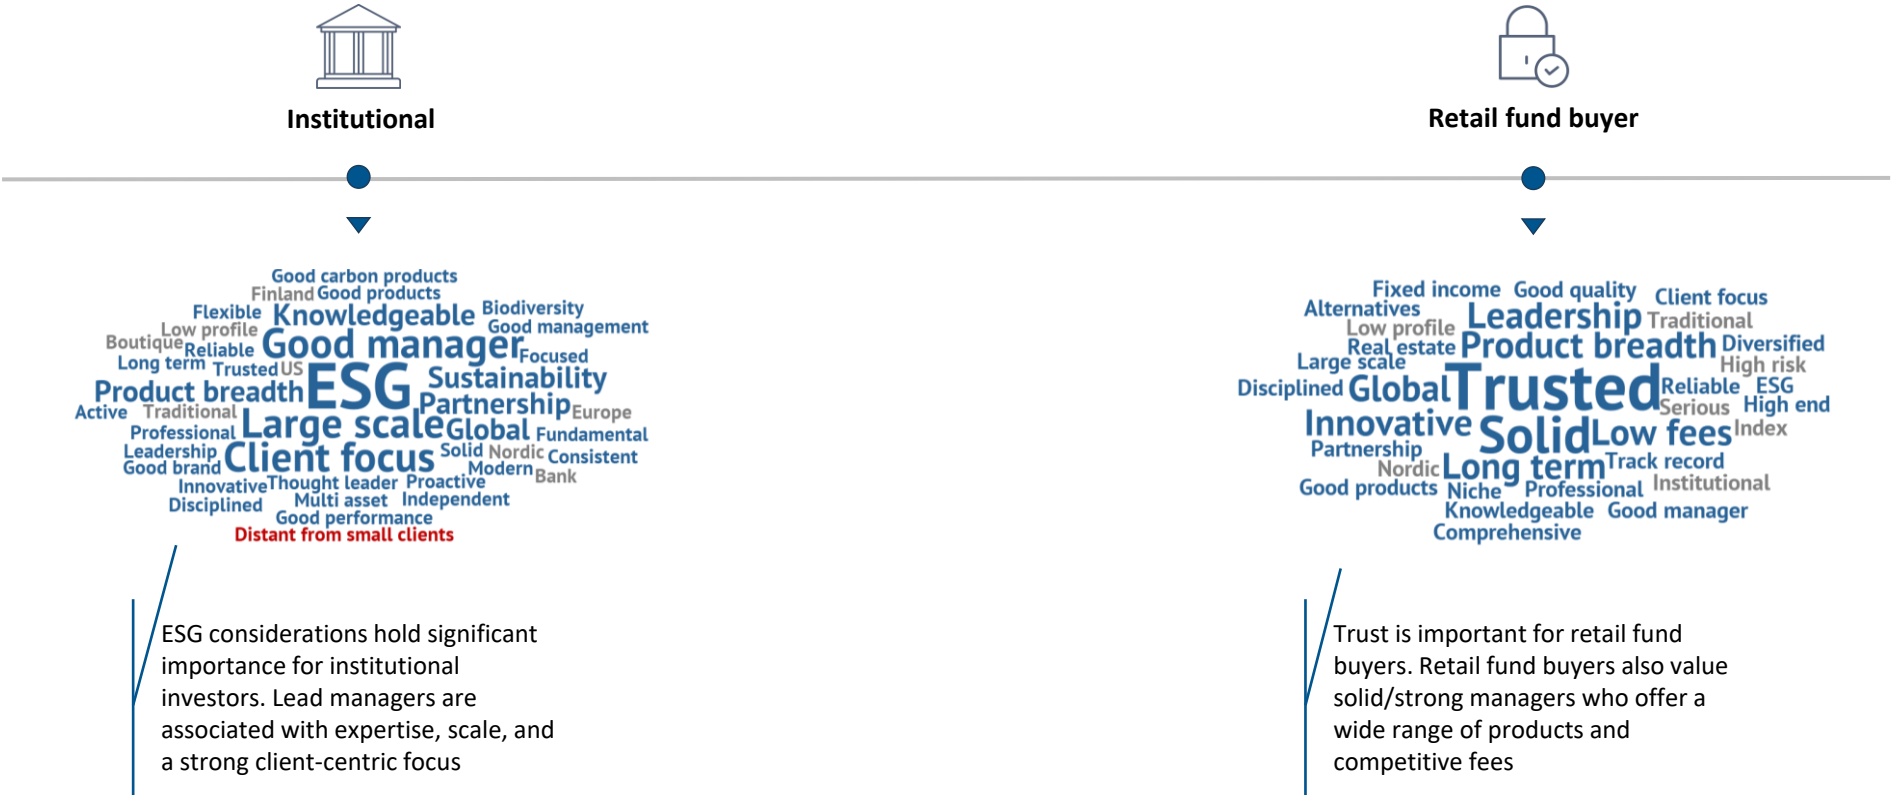 Institutional
Good carbon products
Finland Good products
Flexible Knowledgeable Biodiversity
Low profile Good management
Boutique Reliable Good manager Focused
Long term Trusted US ESG Sustainability
Product breadth Partnership Europe
Active Traditional Large scale Global Fundamental
Professional
Leadership Client focus Solid Nordic Consistent
Good brand Modern Bank
Innovative Thought leader Proactive
Disciplined Multi asset Independent
Good performance
Distant from small clients
ESG considerations hold significant
importance for institutional
investors. Lead managers are
associated with expertise, scale, and
a strong client-centric focus
Retail fund buyer
Fixed income Good quality Client focus
Alternatives Leadership Traditional
Low profile
Real estate Product breadth Diversified
Large scale High risk
Disciplined Global Trusted Reliable ESG
Serious High end
Innovative Solid Low fees Index
Partnership
Nordic Long term Track record
Good products Niche Professional Institutional
Knowledgeable Good manager
Comprehensive
Trust is important for retail fund
buyers. Retail fund buyers also value
solid/strong managers who offer a
wide range of products and
competitive fees